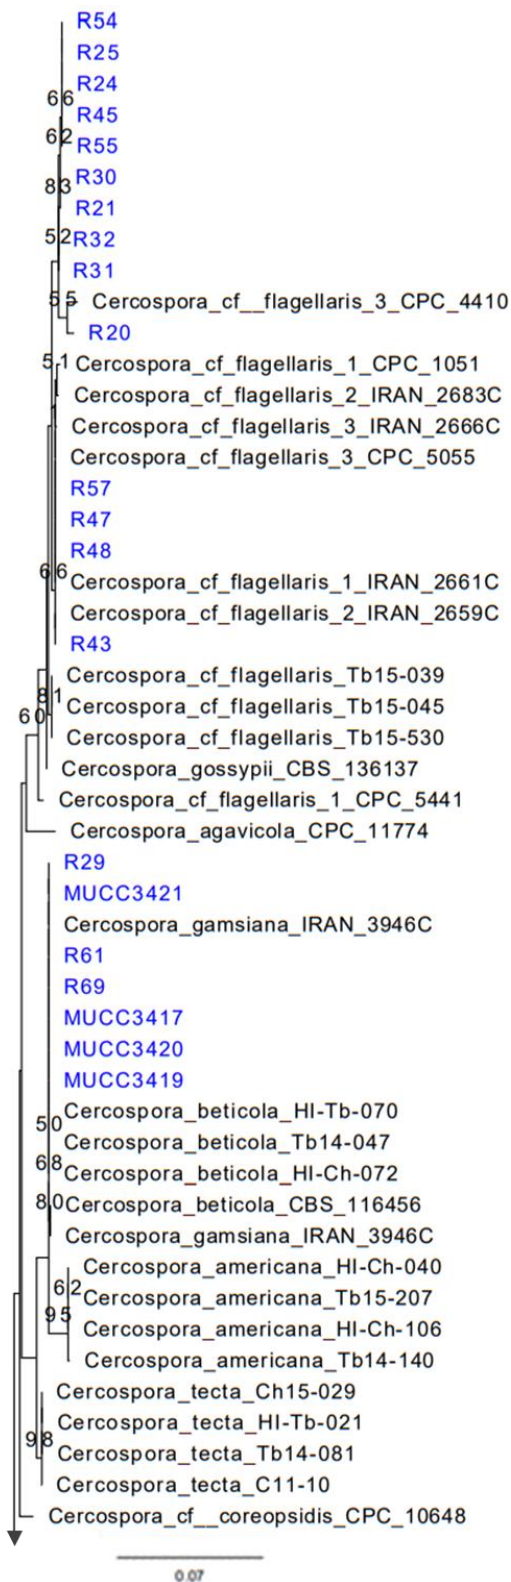 R54
R25
R24
66
R45
62
R55
R30
83
R21
52
R32
R31
55
Cercospora_cf__flagellaris_3_CPC_4410
R20
51
Cercospora_cf_flagellaris_1_CPC_1051
Cercospora_cf_flagellaris_2_IRAN_2683C
Cercospora_cf_flagellaris_3_IRAN_2666C
Cercospora_cf_flagellaris_3_CPC_5055
R57
R47
R48
66
Cercospora_cf_flagellaris_1_IRAN_2661C
Cercospora_cf_flagellaris_2_IRAN_2659C
R43
Cercospora_cf_flagellaris_Tb15-039
81
Cercospora_cf_flagellaris_Tb15-045
60
Cercospora_cf_flagellaris_Tb15-530
Cercospora_gossypii_CBS_136137
Cercospora_cf_flagellaris_1_CPC_5441
Cercospora_agavicola_CPC_11774
R29
MUCC3421
Cercospora_gamsiana_IRAN_3946C
R61
R69
MUCC3417
MUCC3420
MUCC3419
Cercospora_beticola_HI-Tb-070
50
Cercospora_beticola_Tb14-047
68
Cercospora_beticola_HI-Ch-072
80
Cercospora_beticola_CBS_116456
Cercospora_gamsiana_IRAN_3946C
Cercospora_americana_HI-Ch-040
62
Cercospora_americana_Tb15-207
95
Cercospora_americana_HI-Ch-106
Cercospora_americana_Tb14-140
Cercospora_tecta_Ch15-029
Cercospora_tecta_HI-Tb-021
98
Cercospora_tecta_Tb14-081
Cercospora_tecta_C11-10
Cercospora_cf__coreopsidis_CPC_10648
0.07